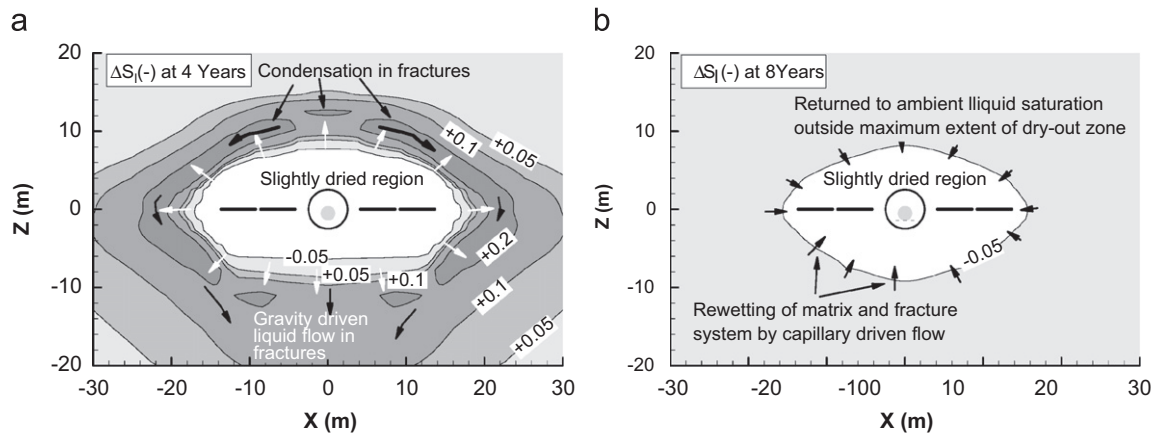 a
ΔSl(-) at 4 Years
Condensation in fractures
+0.1
+0.05
Slightly dried region
-0.05
+0.05
+0.1
+0.2
+0.1
+0.05
Gravity driven
liquid flow in
fractures
20
10
0
-10
-20
Z (m)
-30
-20
-10
0
10
20
30
X (m)
b
ΔSl(-) at 8Years
Returned to ambient lliquid saturation
outside maximum extent of dry-out zone
Slightly dried region
-0.05
Rewetting of matrix and fracture
system by capillary driven flow
20
10
0
-10
-20
Z (m)
-30
-20
-100
10
20
30
X (m)